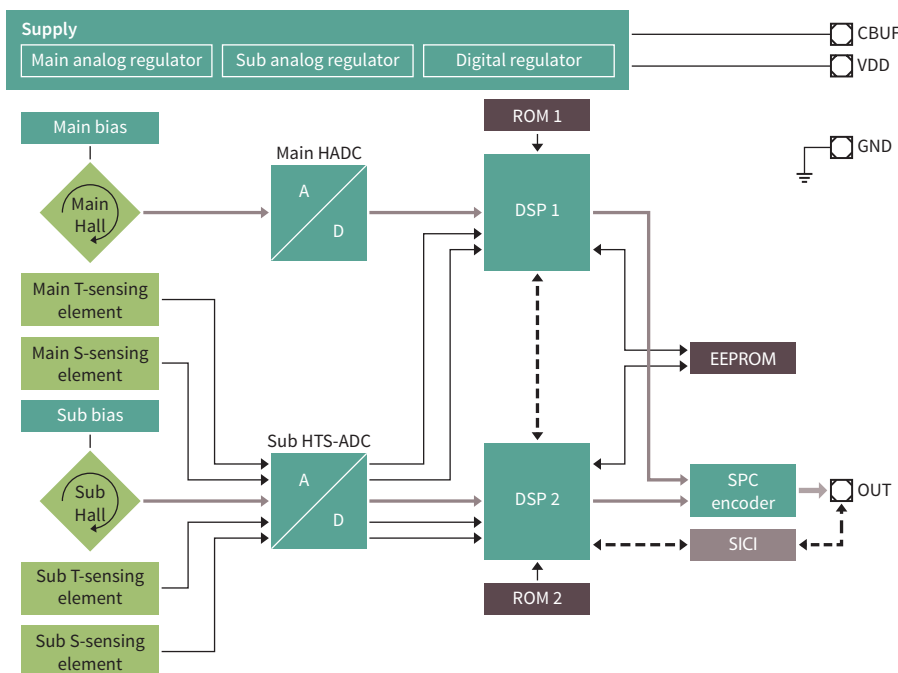 Supply
Main analog regulator
Sub analog regulator
Digital regulator
CBUF
VDD
GND
Main bias
Main
Hall
Main HADC
A
D
ROM 1
DSP 1
Main T-sensing
element
Main S-sensing
element
EEPROM
Sub bias
Sub
Hall
Sub HTS-ADC
A
D
DSP 2
SPC
encoder
OUT
SICI
Sub T-sensing
element
ROM 2
Sub S-sensing
element